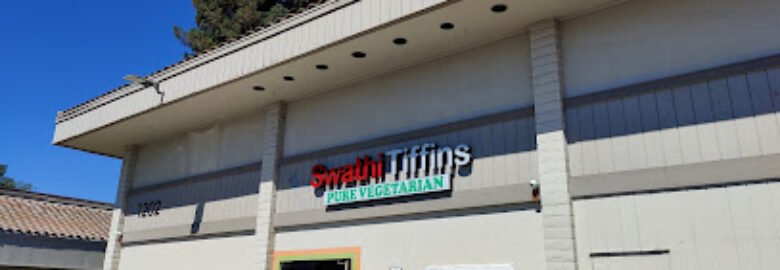 Swathi Tiffins
PURE VEGETARIAN
1202